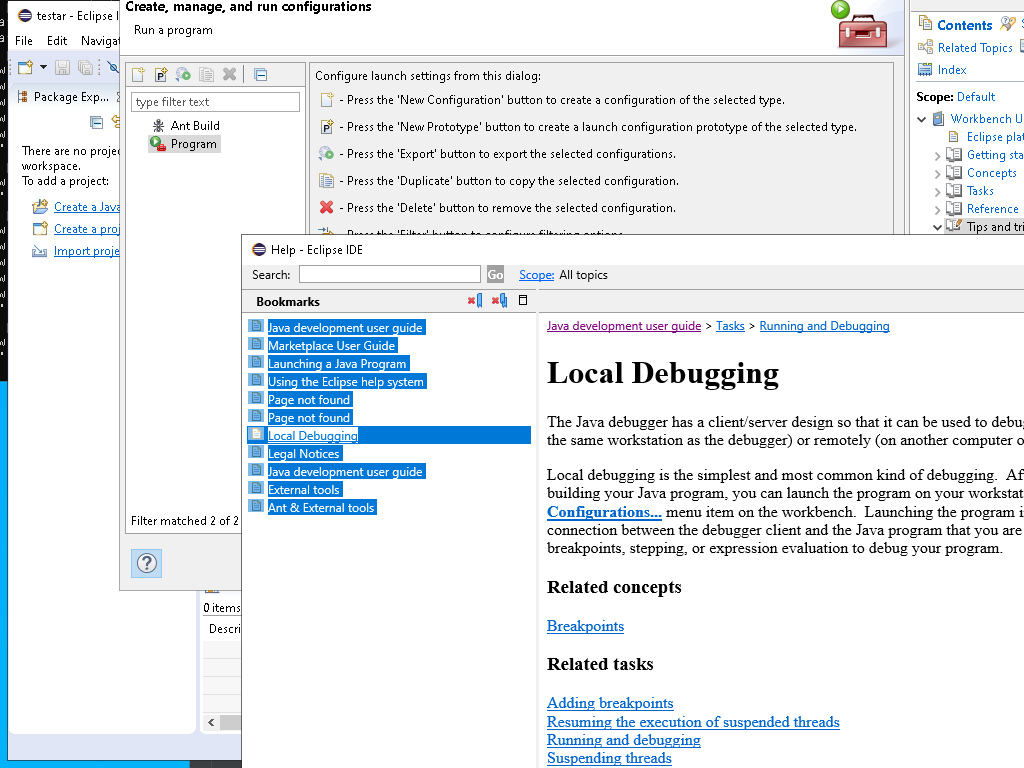 testar - Eclipse I
File Edit Navigat
Package Exp...
There are no projec
workspace.
To add a project:
Create a Java
Create a proj
Import proje
0 items
Descri
Create, manage, and run configurations
Run a program
type filter text
Ant Build
Program
Filter matched 2 of 2
Configure launch settings from this dialog:
- Press the 'New Configuration' button to create a configuration of the selected type.
- Press the 'New Prototype' button to create a launch configuration prototype of the selected type.
- Press the 'Export' button to export the selected configurations.
- Press the 'Duplicate' button to copy the selected configuration.
- Press the 'Delete' button to remove the selected configuration.
- Press the 'Filter' button to configure filtering options.
Contents
Related Topics
Index
Scope: Default
Workbench U
Eclipse plat
Getting sta
Concepts
Tasks
Reference
Tips and tri
Help - Eclipse IDE
Search: Go Scope: All topics
Bookmarks
Java development user guide
Marketplace User Guide
Launching a Java Program
Using the Eclipse help system
Page not found
Page not found
Local Debugging
Legal Notices
Java development user guide
External tools
Ant & External tools
Java development user guide > Tasks > Running and Debugging
Local Debugging
The Java debugger has a client/server design so that it can be used to debug
the same workstation as the debugger) or remotely (on another computer o
Local debugging is the simplest and most common kind of debugging. Af
building your Java program, you can launch the program on your workstat
Configurations... menu item on the workbench. Launching the program i
connection between the debugger client and the Java program that you are
breakpoints, stepping, or expression evaluation to debug your program.
Related concepts
Breakpoints
Related tasks
Adding breakpoints
Resuming the execution of suspended threads
Running and debugging
Suspending threads